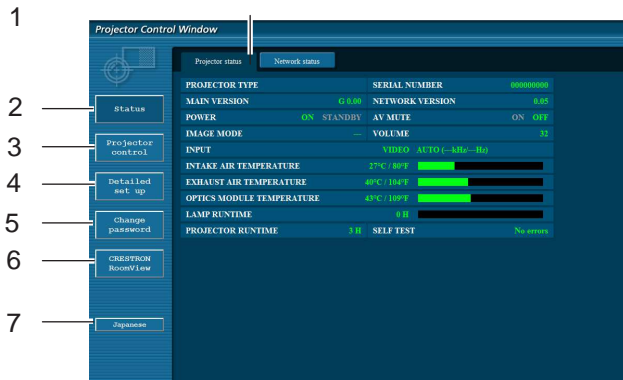 1
Projector Control Window
Projector status Network status
PROJECTOR TYPE SERIAL NUMBER 000000000
MAIN VERSION G 0.00 NETWORK VERSION 0.05
POWER ON STANDBY AV MUTE ON OFF
IMAGE MODE — VOLUME 32
INPUT VIDEO AUTO (—kHz/—Hz)
INTAKE AIR TEMPERATURE 27°C / 80°F
EXHAUST AIR TEMPERATURE 40°C / 104°F
OPTICS MODULE TEMPERATURE 43°C / 109°F
LAMP RUNTIME 0 H
PROJECTOR RUNTIME 3 H SELF TEST No errors
2 Status
3 Projector
control
4 Detailed
set up
5 Change
password
6 CRESTRON
RoomView
7 Japanese